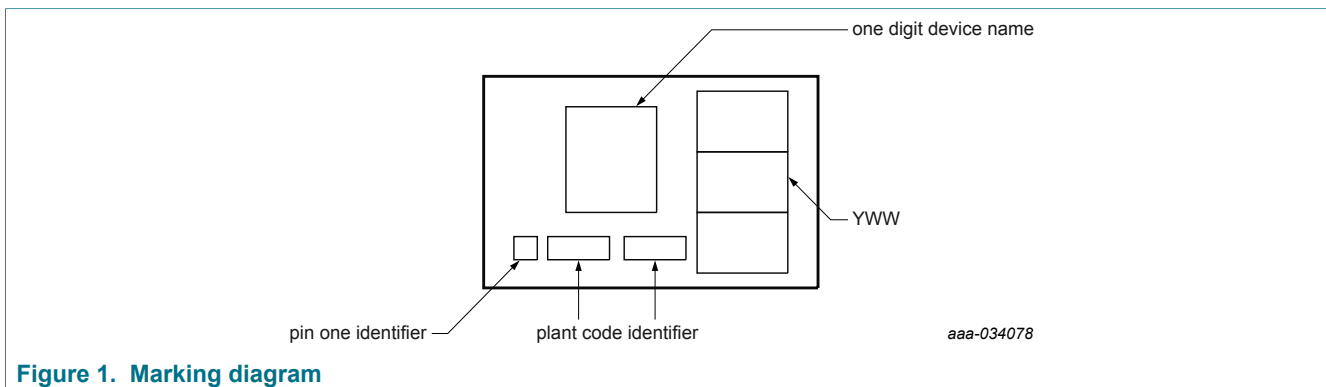 one digit device name
YWW
pin one identifier
plant code identifier
aaa-034078
Figure 1. Marking diagram